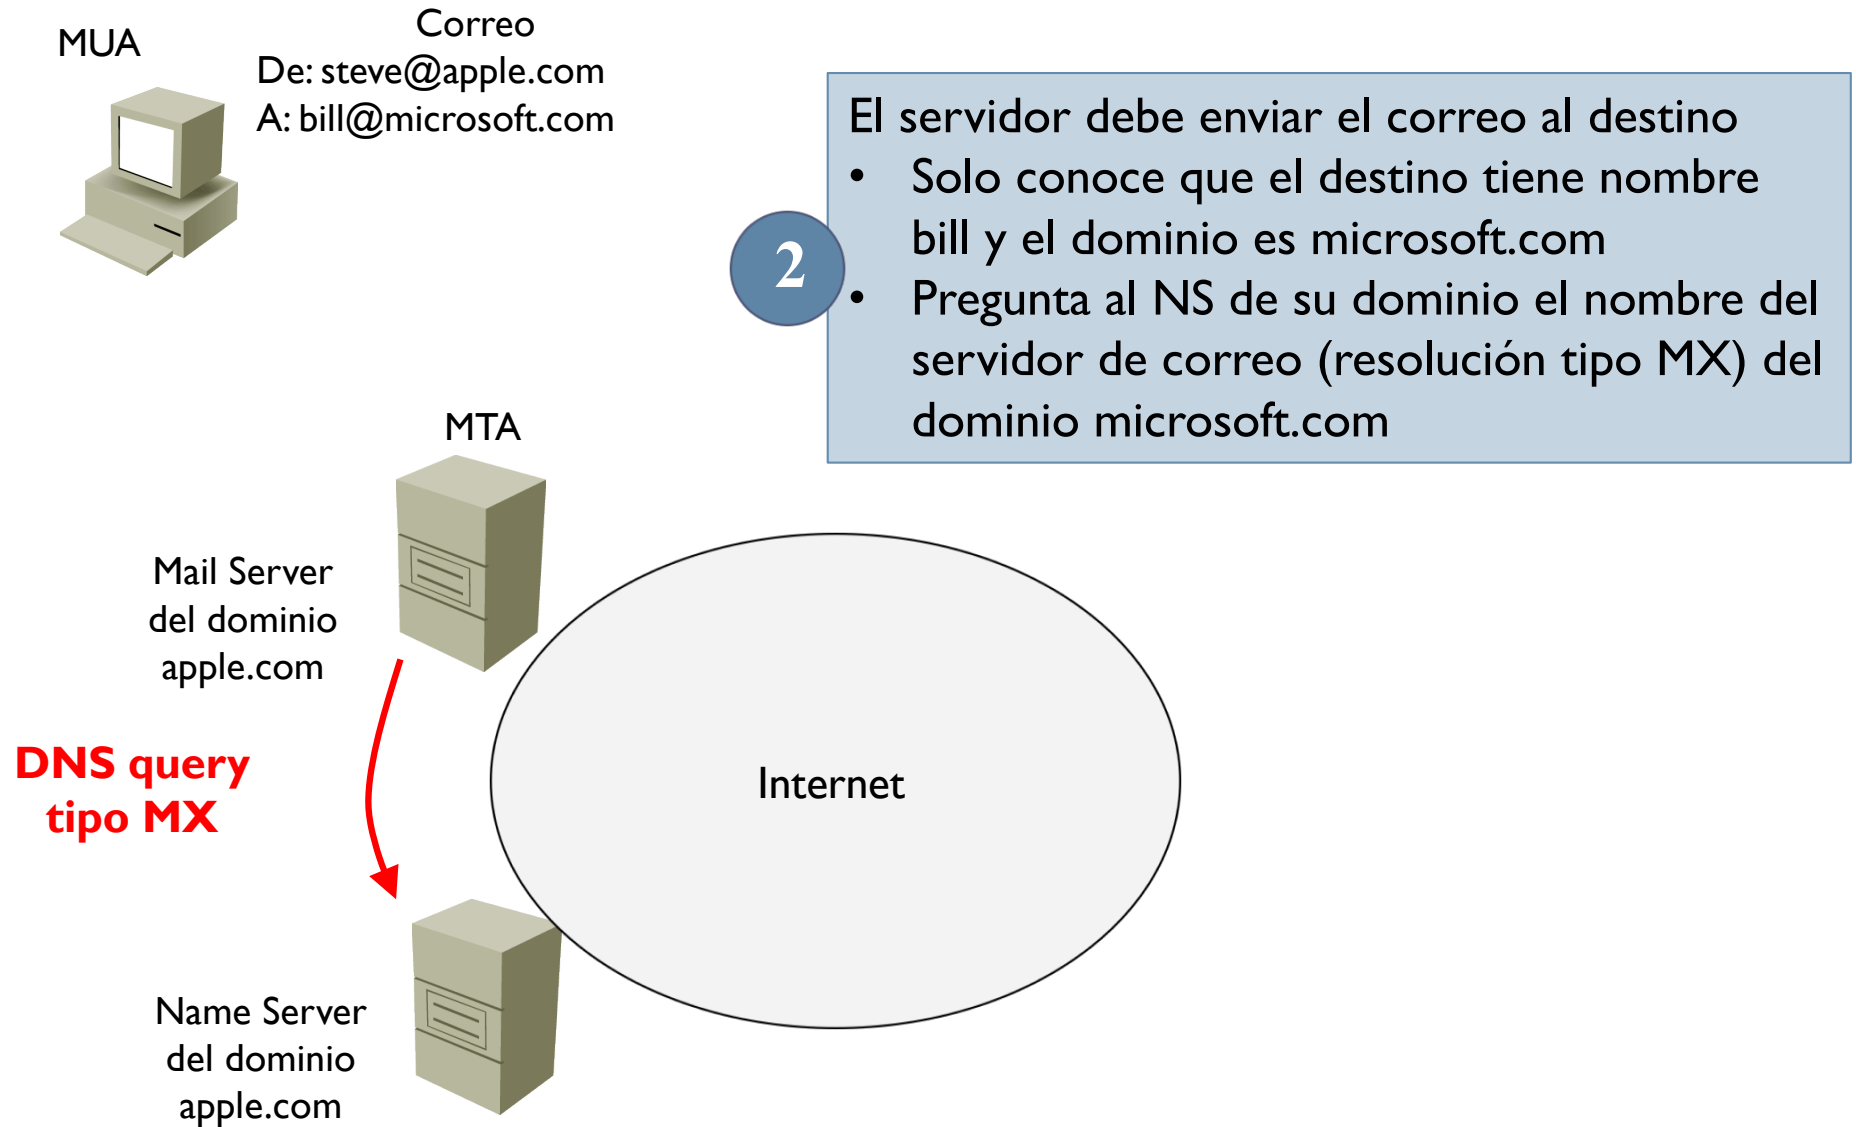 MUA
Correo
De: steve@apple.com
A: bill@microsoft.com
El servidor debe enviar el correo al destino
• Solo conoce que el destino tiene nombre
bill y el dominio es microsoft.com
• Pregunta al NS de su dominio el nombre del
servidor de correo (resolución tipo MX) del
dominio microsoft.com
2
MTA
Mail Server
del dominio
apple.com
DNS query
tipo MX
Internet
Name Server
del dominio
apple.com